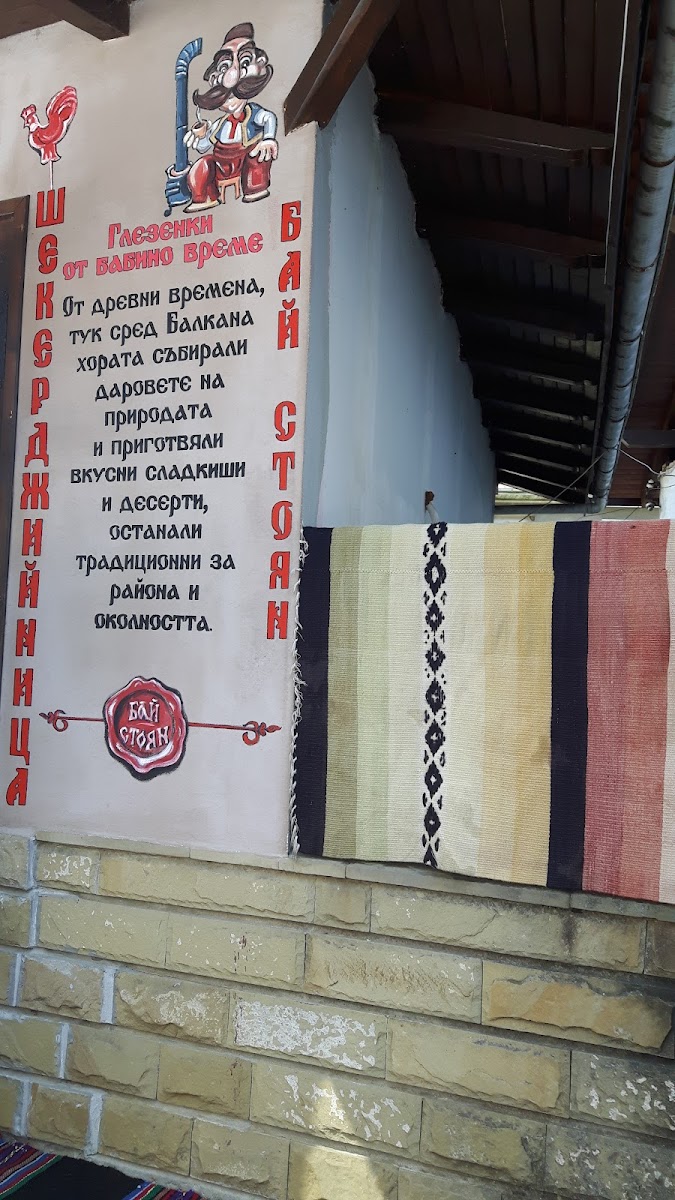 ШЕКЕРДЖИЙНИЦА
БАЙ СТОЯН
Глезенки
от бабино време
От древни времена,
тук сред Балкана
хората събирали
даровете на
природата
и приготвяли
вкусни сладкиши
и десерти,
останали
традиционни за
района и
околността.
БАЙ
СТОЯН